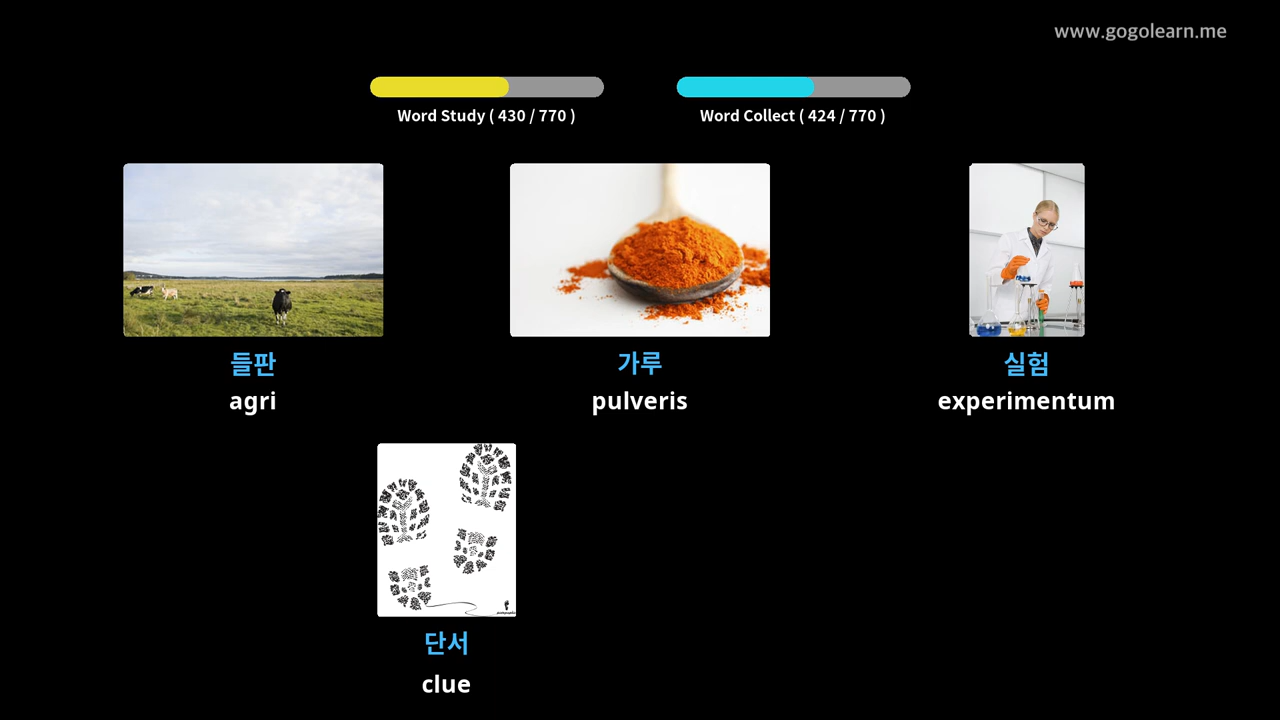 www.gogolearn.me
Word Study ( 430 / 770 )
Word Collect ( 424 / 770 )
들판
agri
가루
pulveris
실험
experimentum
단서
clue